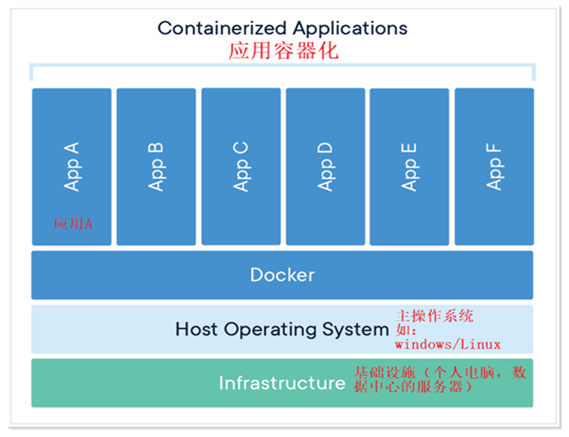 Containerized Applications
应用容器化
App A
App B
App C
App D
App E
App F
应用A
Docker
Host Operating System
主操作系统
如：
windows/Linux
Infrastructure
基础设施（个人电脑，数
据中心的服务器）